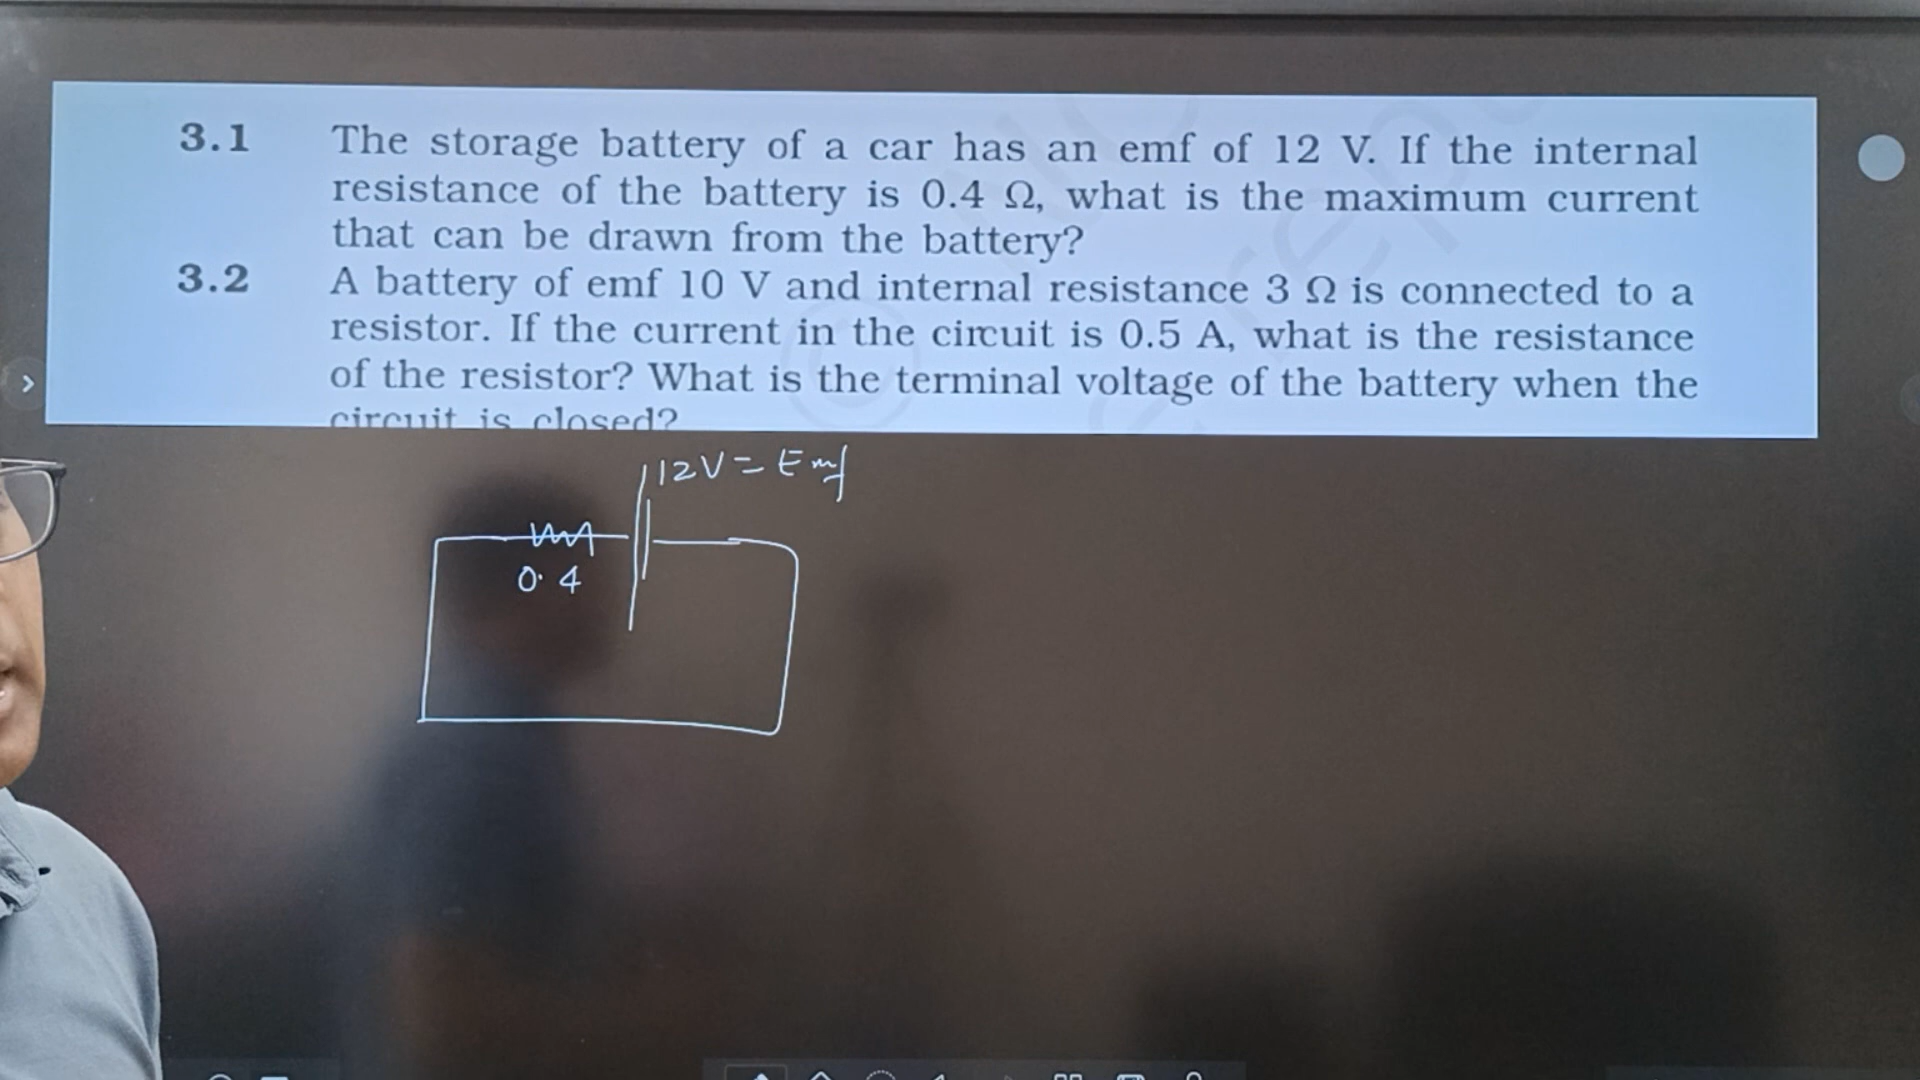 3.1 The storage battery of a car has an emf of 12 V. If the internal
resistance of the battery is 0.4 Ω, what is the maximum current
that can be drawn from the battery?
3.2 A battery of emf 10 V and internal resistance 3 Ω is connected to a
resistor. If the current in the circuit is 0.5 A, what is the resistance
of the resistor? What is the terminal voltage of the battery when the
circuit is closed?
12V = Emf
0.4